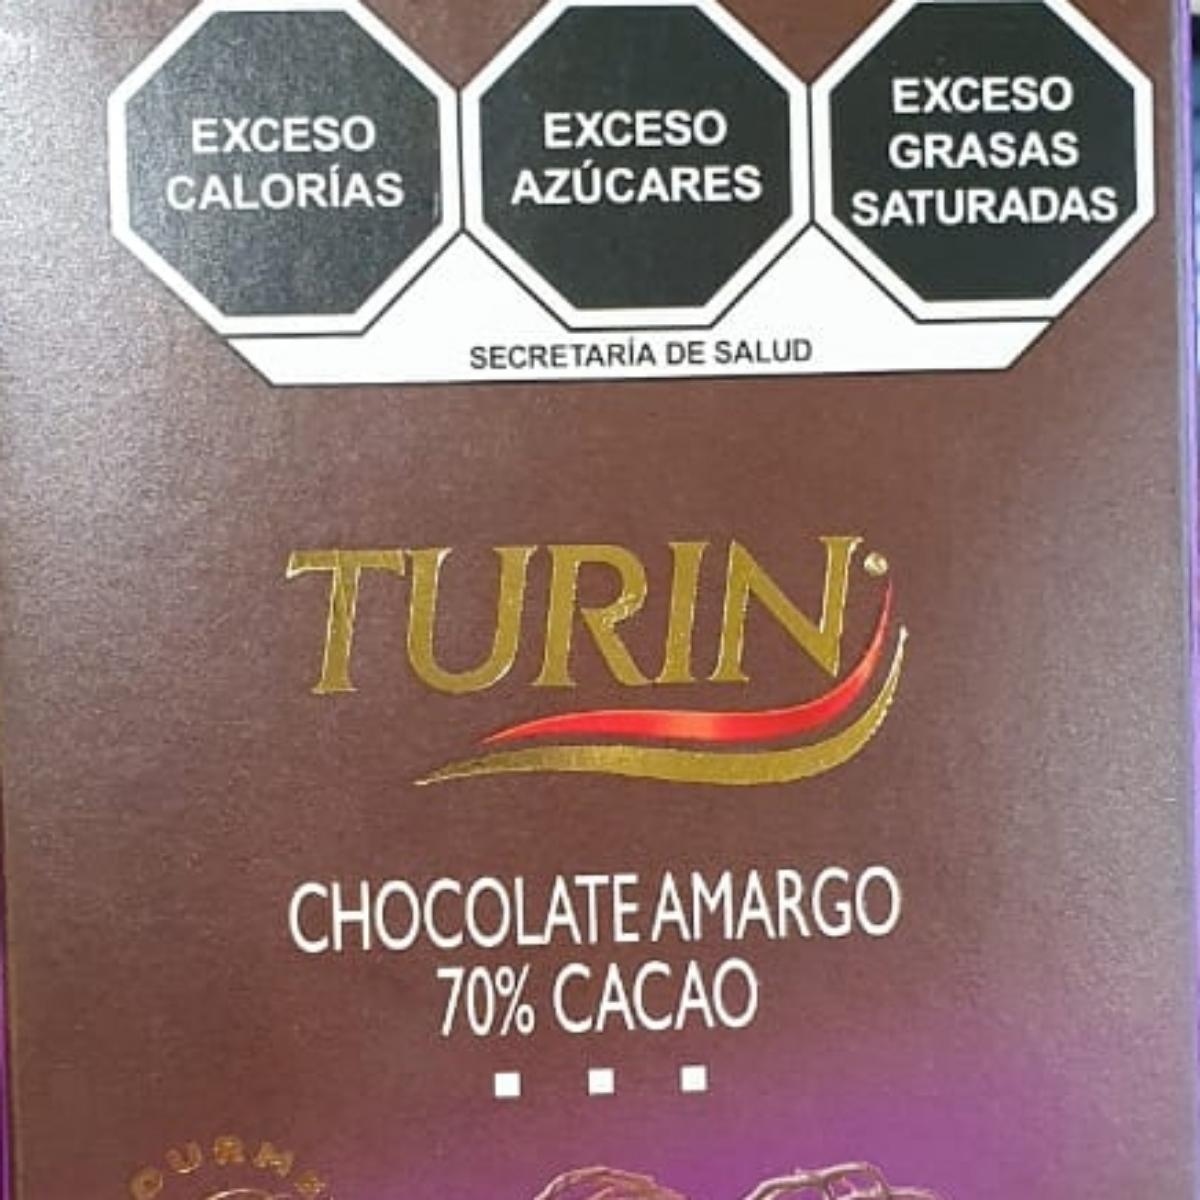 EXCESO
CALORÍAS
EXCESO
AZÚCARES
EXCESO
GRASAS
SATURADAS
SECRETARÍA DE SALUD
TURIN
CHOCOLATE AMARGO
70% CACAO